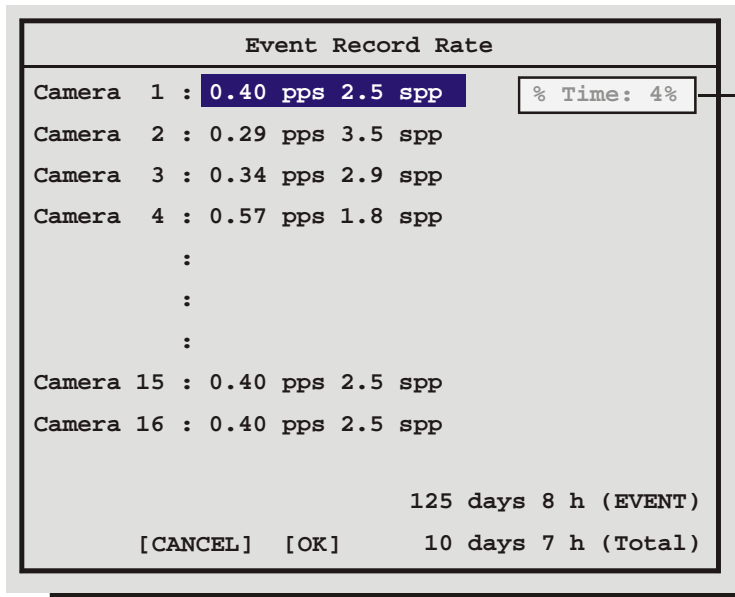 Event Record Rate
Camera 1 : 0.40 pps 2.5 spp % Time: 4%
Camera 2 : 0.29 pps 3.5 spp
Camera 3 : 0.34 pps 2.9 spp
Camera 4 : 0.57 pps 1.8 spp
:
:
:
Camera 15 : 0.40 pps 2.5 spp
Camera 16 : 0.40 pps 2.5 spp
125 days 8 h (EVENT)
[CANCEL] [OK] 10 days 7 h (Total)